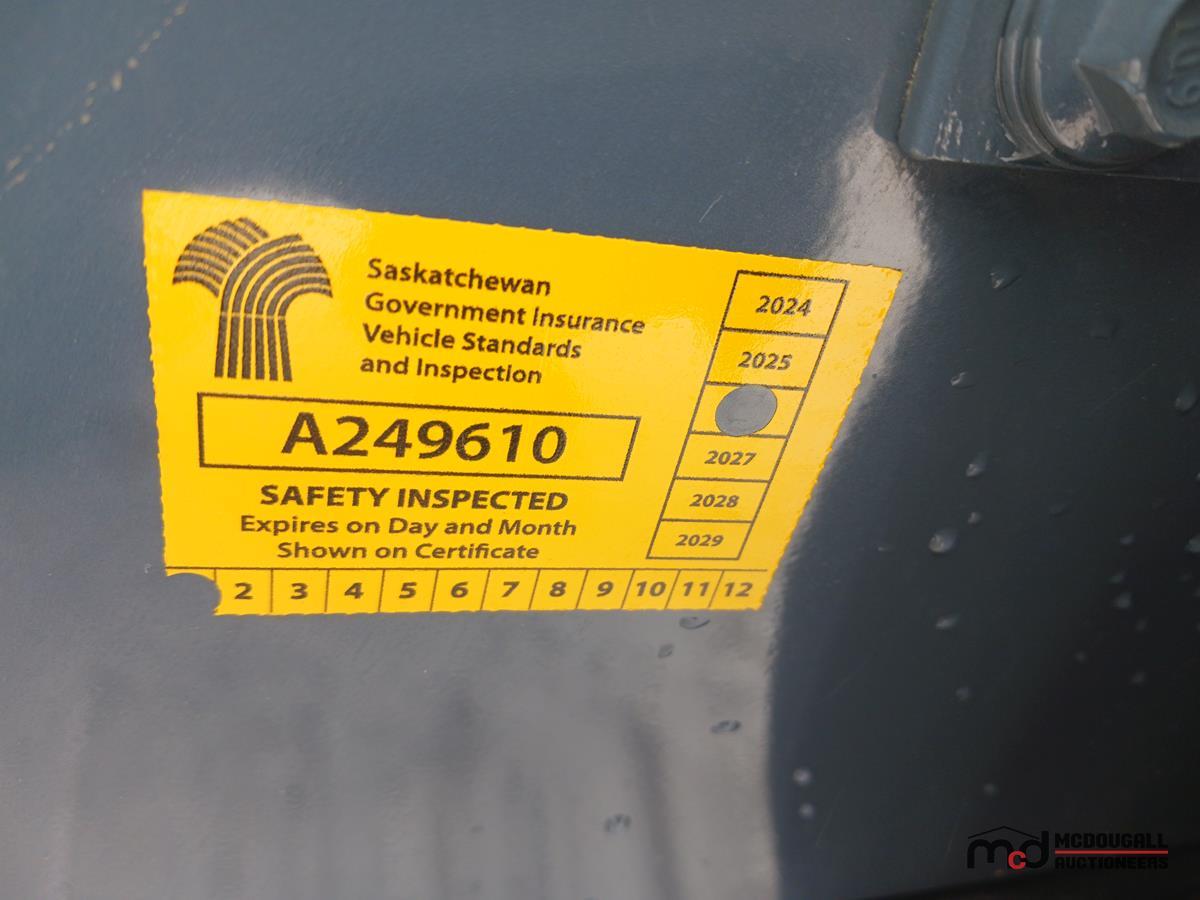 Saskatchewan
Government Insurance
Vehicle Standards
and Inspection
A249610
SAFETY INSPECTED
Expires on Day and Month
Shown on Certificate
2024
2025
2027
2028
2029
2 3 4 5 6 7 8 9 10 11 12
mcd MCDOUGALL
AUCTIONEERS